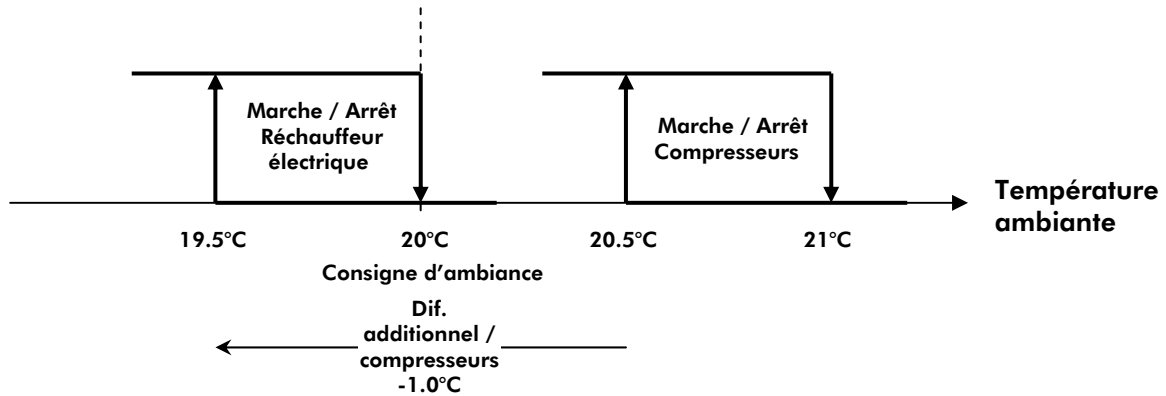 Marche / Arrêt
Réchauffeur
électrique
Marche / Arrêt
Compresseurs
Température
ambiante
19.5°C
20°C
20.5°C
21°C
Consigne d’ambiance
Dif.
additionnel /
compresseurs
-1.0°C